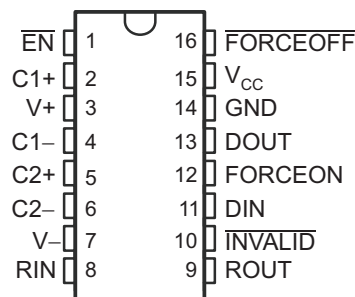 EN 1 16 FORCEOFF
C1+ 2 15 VCC
V+ 3 14 GND
C1− 4 13 DOUT
C2+ 5 12 FORCEON
C2− 6 11 DIN
V− 7 10 INVALID
RIN 8 9 ROUT